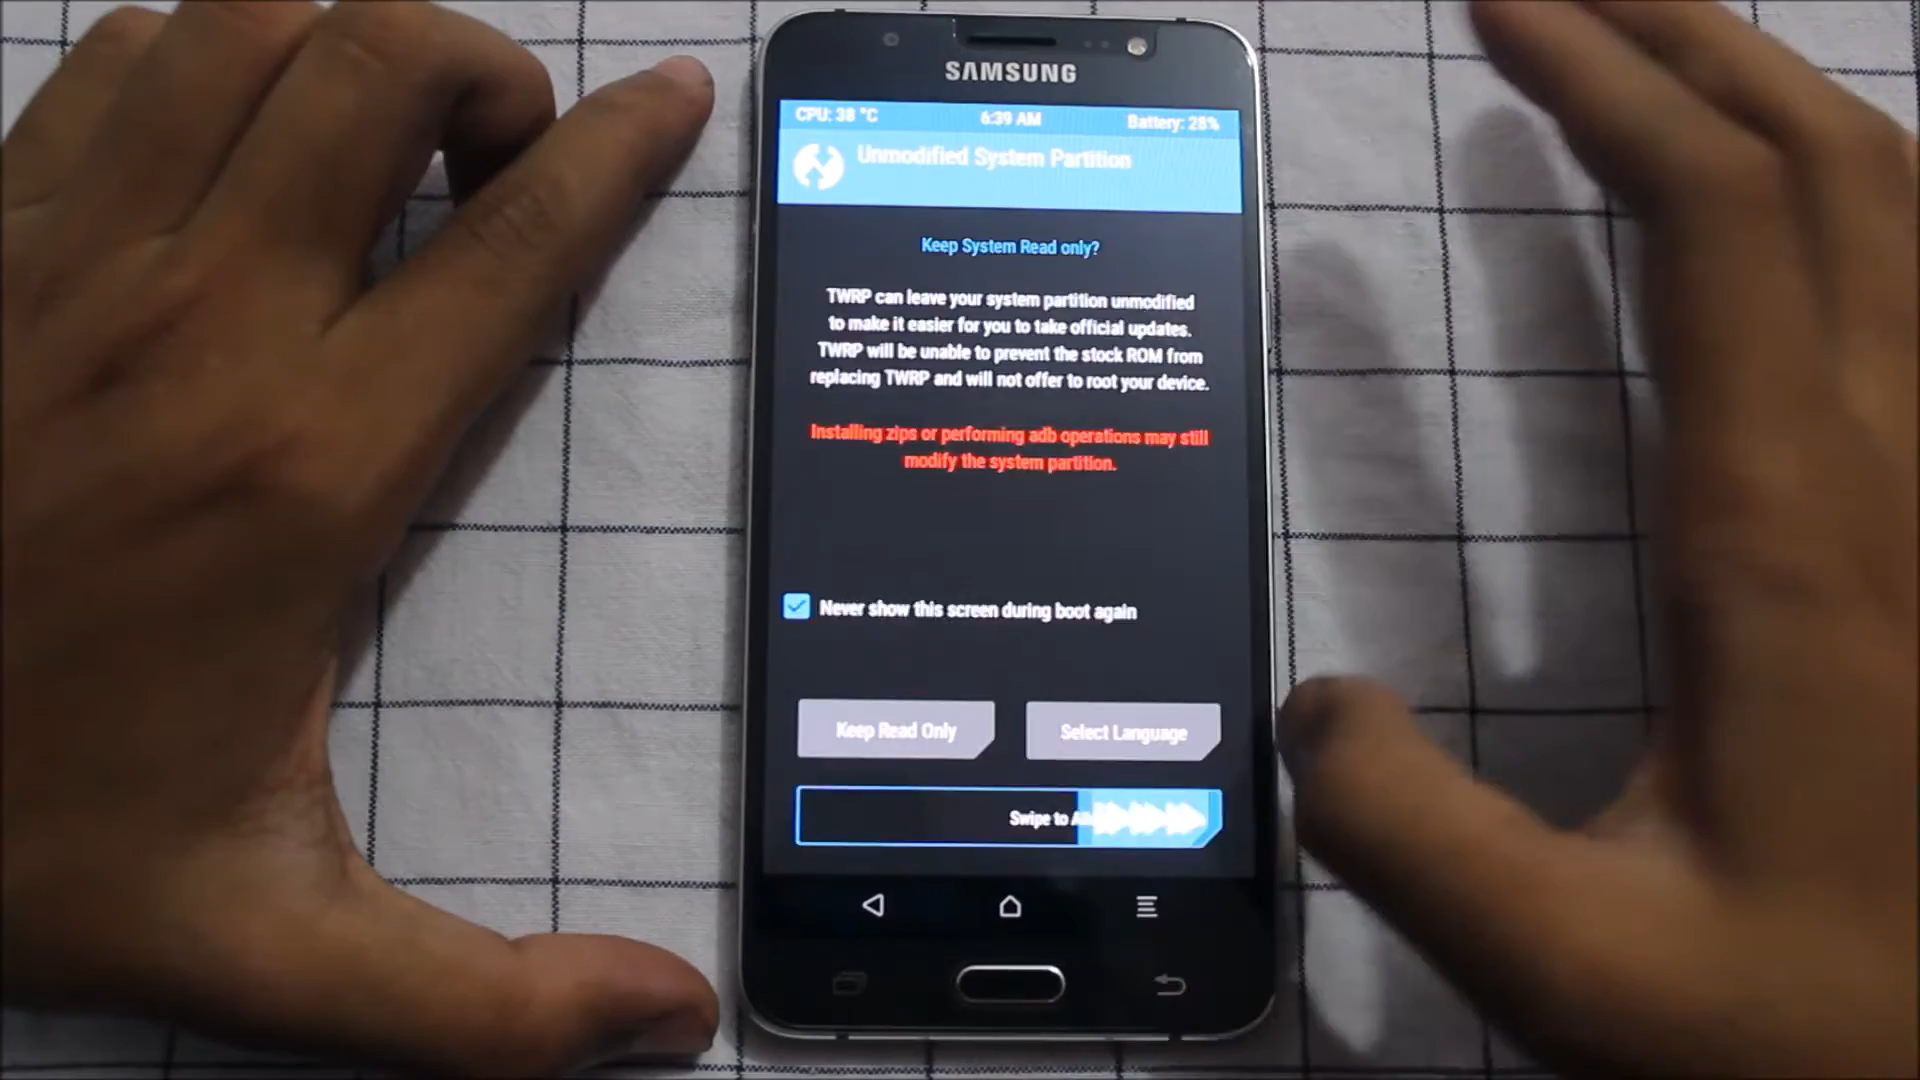 SAMSUNG
CPU: 38 °C 6:39 AM Battery: 28%
Unmodified System Partition
Keep System Read only?
TWRP can leave your system partition unmodified
to make it easier for you to take official updates.
TWRP will be unable to prevent the stock ROM from
replacing TWRP and will not offer to root your device.
Installing zips or performing adb operations may still
modify the system partition.
Never show this screen during boot again
Keep Read Only Select Language
Swipe to